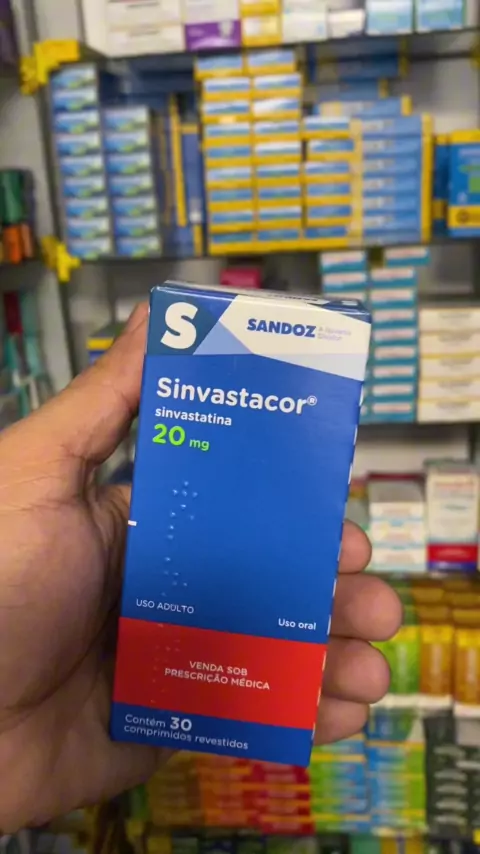 S
SANDOZ
Sinvastacor®
sinvastatina
20 mg
USO ADULTO
Uso oral
VENDA SOB
PRESCRIÇÃO MÉDICA
Contém 30
comprimidos revestidos